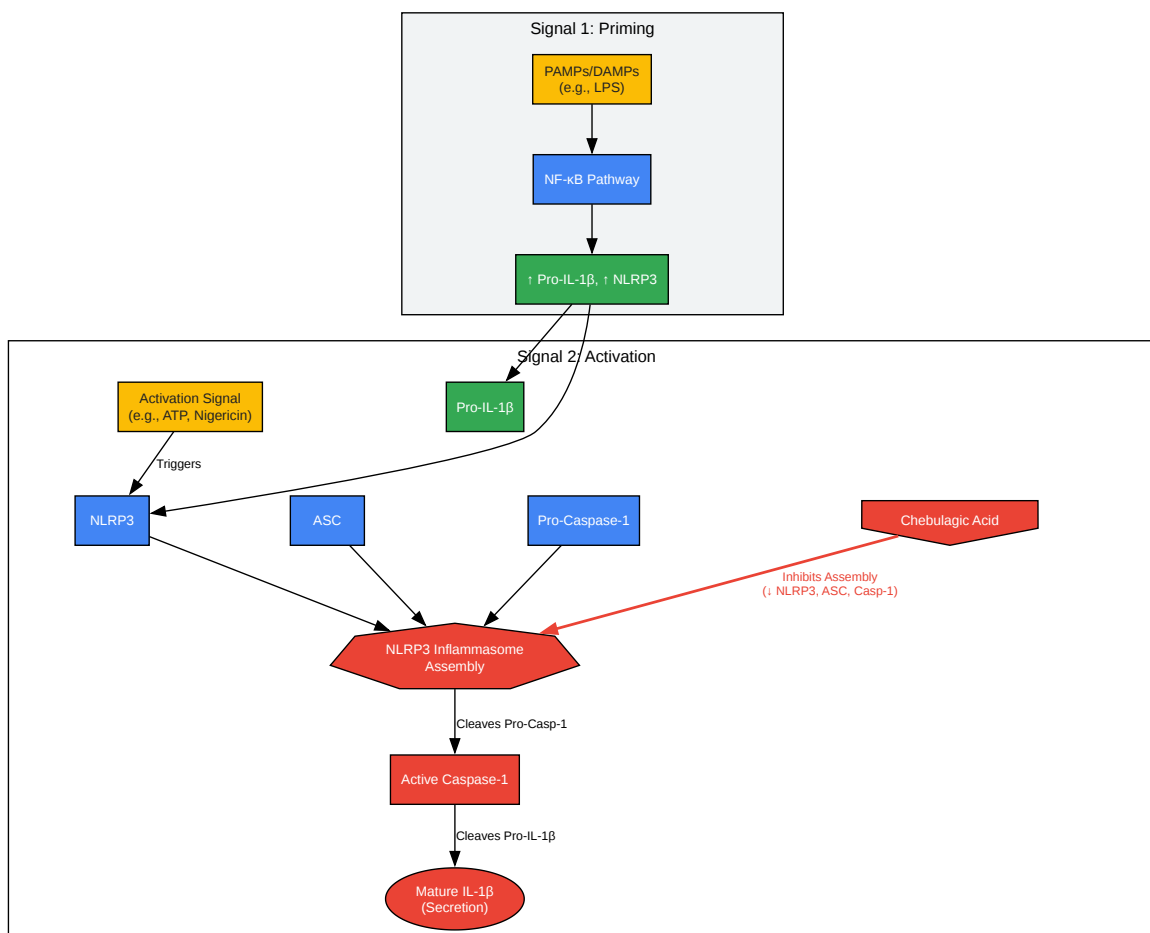 Signal 1: Priming
PAMPs/DAMPs
(e.g., LPS)
NF-κB Pathway
↑ Pro-IL-1β, ↑ NLRP3
Signal 2: Activation
Activation Signal
(e.g., ATP, Nigericin)
Pro-IL-1β
Triggers
NLRP3
ASC
Pro-Caspase-1
Chebulagic Acid
Inhibits Assembly
(↓ NLRP3, ASC, Casp-1)
NLRP3 Inflammasome
Assembly
Cleaves Pro-Casp-1
Active Caspase-1
Cleaves Pro-IL-1β
Mature IL-1β
(Secretion)